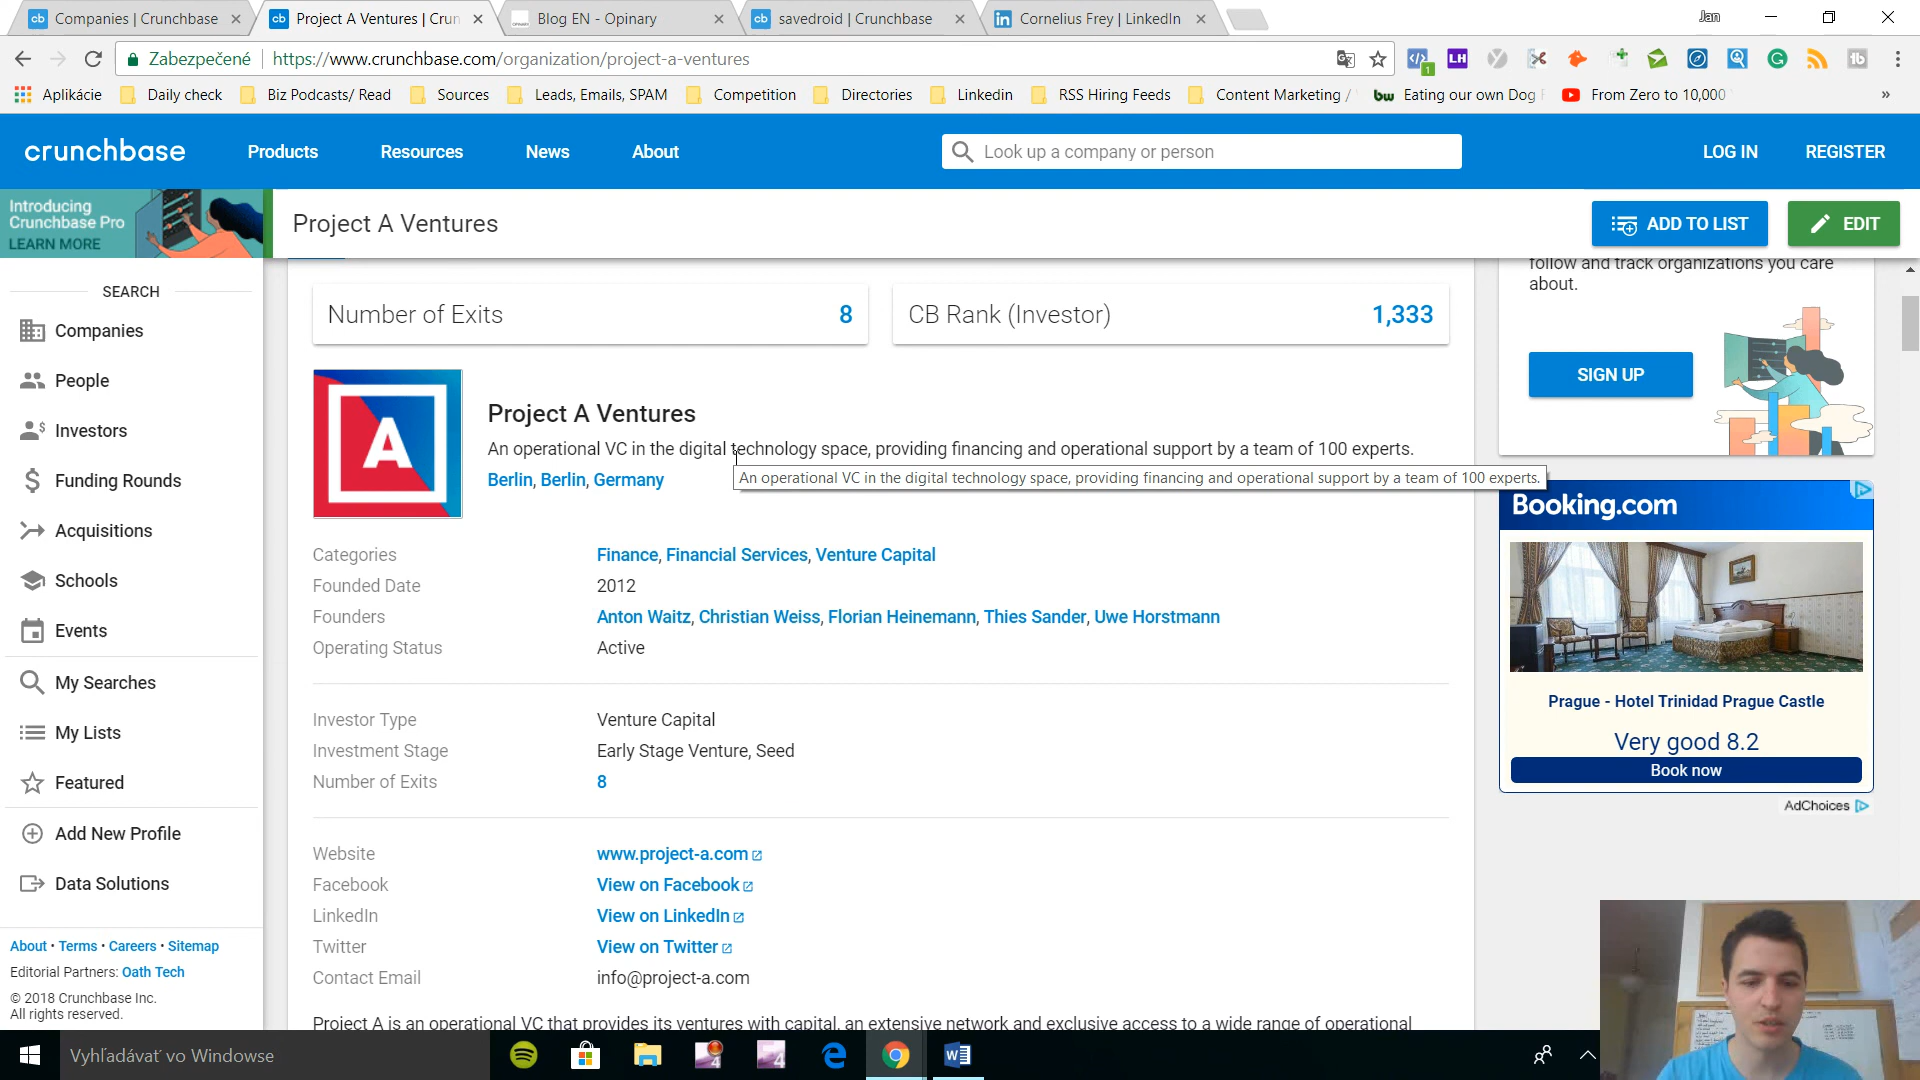 Companies | Crunchbase
Project A Ventures | Crun
Blog EN - Opinary
savedroid | Crunchbase
Cornelius Frey | LinkedIn
Jan
Zabezpečené
https://www.crunchbase.com/organization/project-a-ventures
Aplikácie
Daily check
Biz Podcasts/ Read
Sources
Leads, Emails, SPAM
Competition
Directories
Linkedin
RSS Hiring Feeds
Content Marketing /
Eating our own Dog
From Zero to 10,000
»
crunchbase
Products
Resources
News
About
Look up a company or person
LOG IN
REGISTER
Introducing
Crunchbase Pro
LEARN MORE
Project A Ventures
ADD TO LIST
EDIT
SEARCH
Companies
People
Investors
Funding Rounds
Acquisitions
Schools
Events
My Searches
My Lists
Featured
Add New Profile
Data Solutions
About • Terms • Careers • Sitemap
Editorial Partners: Oath Tech
© 2018 Crunchbase Inc.
All rights reserved.
Number of Exits 8
CB Rank (Investor) 1,333
A
Project A Ventures
An operational VC in the digital technology space, providing financing and operational support by a team of 100 experts.
Berlin, Berlin, Germany
An operational VC in the digital technology space, providing financing and operational support by a team of 100 experts.
Categories Finance, Financial Services, Venture Capital
Founded Date 2012
Founders Anton Waitz, Christian Weiss, Florian Heinemann, Thies Sander, Uwe Horstmann
Operating Status Active
Investor Type Venture Capital
Investment Stage Early Stage Venture, Seed
Number of Exits 8
Website www.project-a.com
Facebook View on Facebook
LinkedIn View on LinkedIn
Twitter View on Twitter
Contact Email info@project-a.com
Project A is an operational VC that provides its ventures with capital, an extensive network and exclusive access to a wide range of operational
follow and track organizations you care
about.
SIGN UP
Booking.com
Prague - Hotel Trinidad Prague Castle
Very good 8.2
Book now
AdChoices
Vyhľadávať vo Windowse